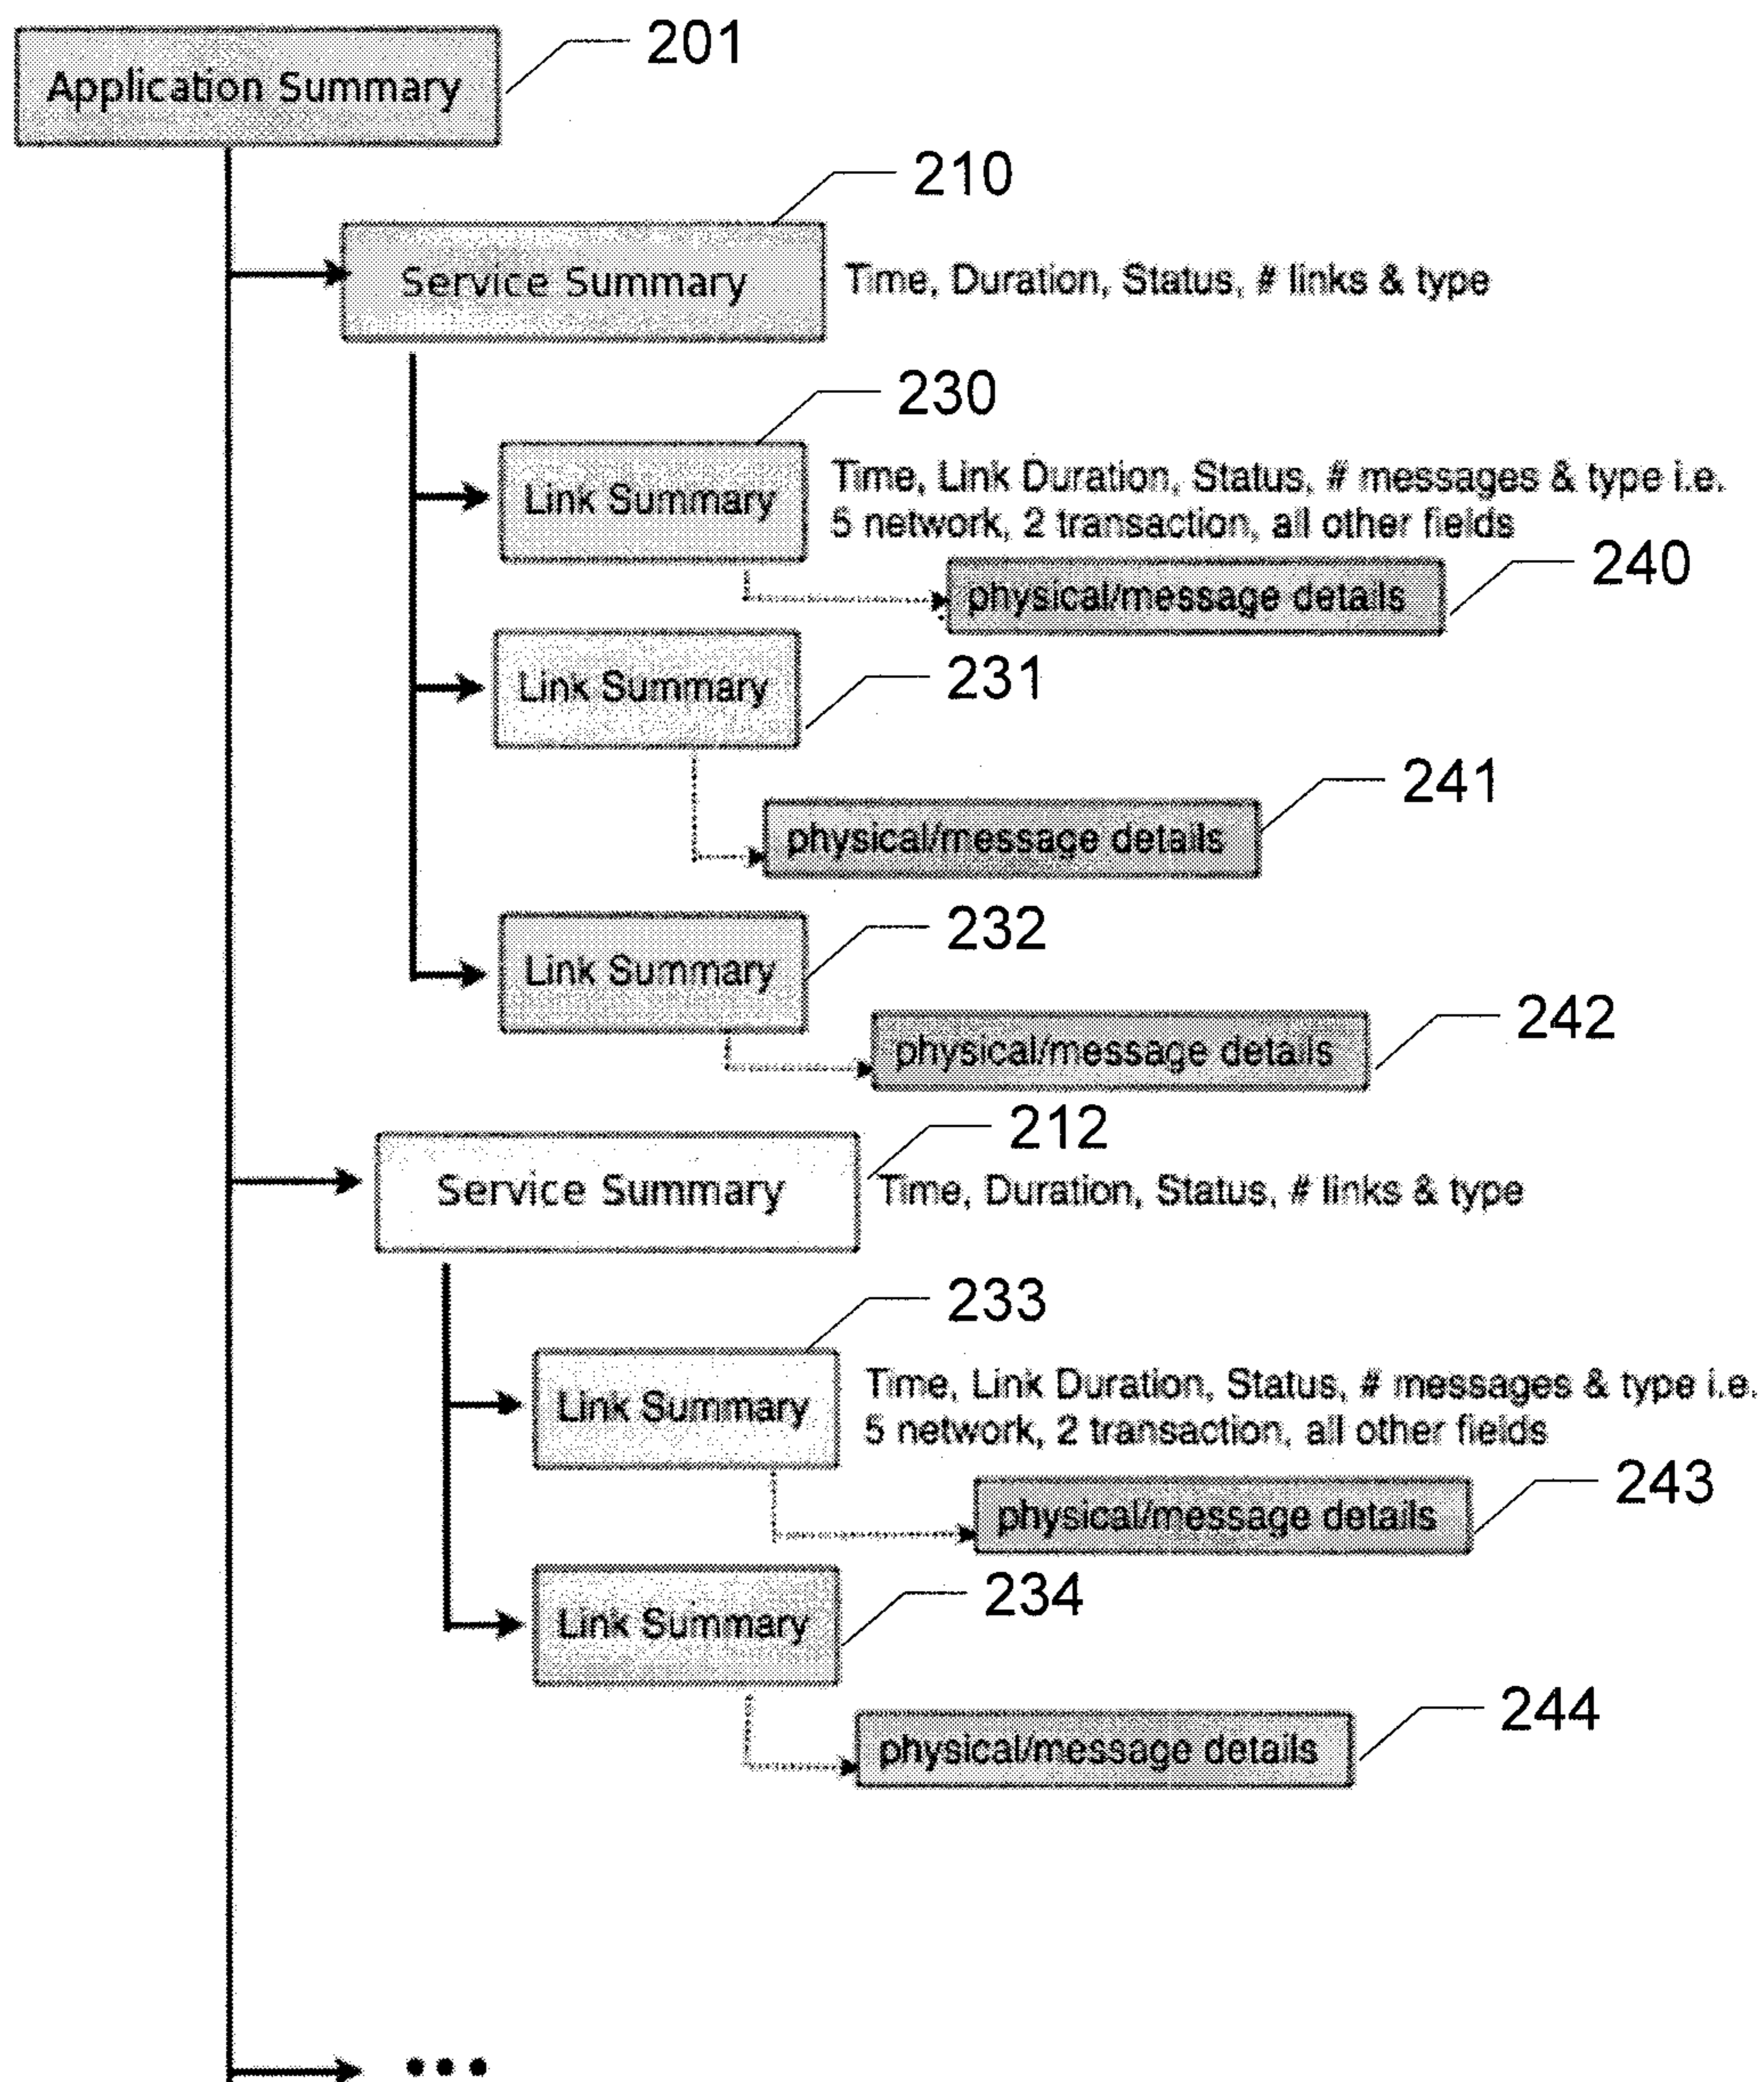 201
Application Summary
210
Service Summary
Time, Duration, Status, # links & type
230
Link Summary
Time, Link Duration, Status, # messages & type i.e.
5 network, 2 transaction, all other fields
240
physical/message details
231
Link Summary
241
physical/message details
232
Link Summary
242
physical/message details
212
Service Summary
Time, Duration, Status, # links & type
233
Link Summary
Time, Link Duration, Status, # messages & type i.e.
5 network, 2 transaction, all other fields
243
physical/message details
234
Link Summary
244
physical/message details
...